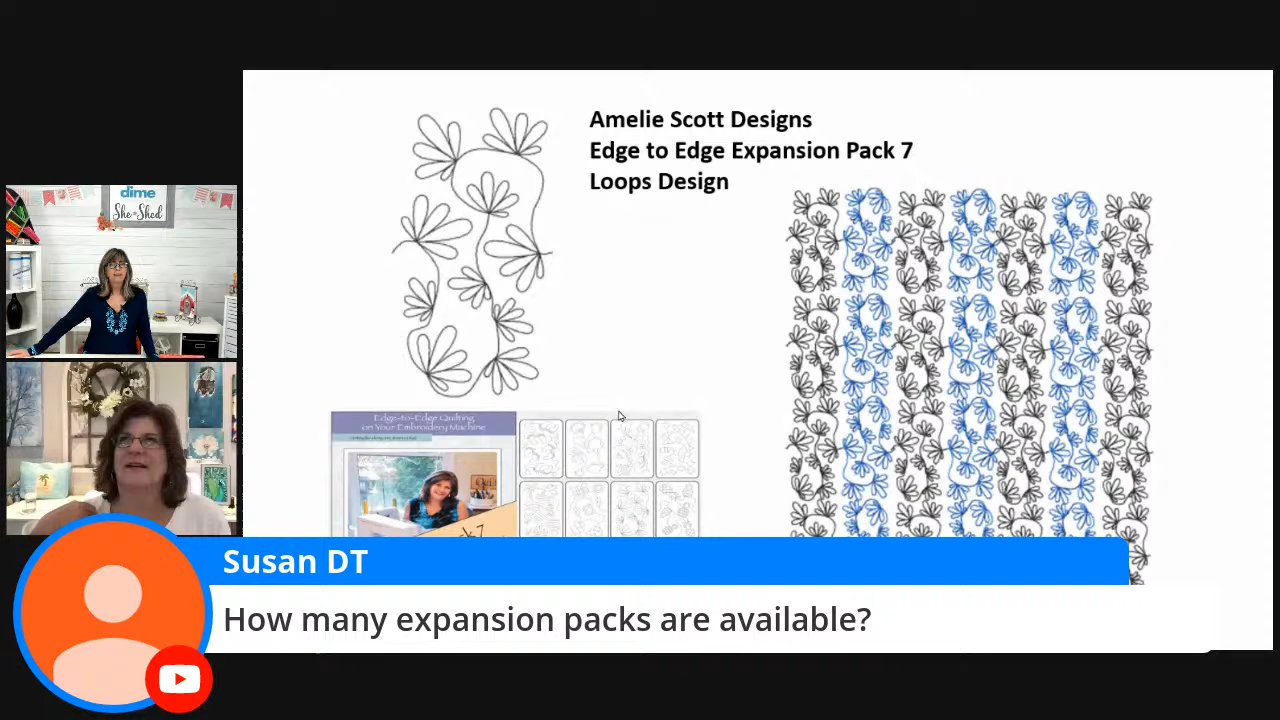 Amelie Scott Designs
Edge to Edge Expansion Pack 7
Loops Design
dime
She Shed
Edge-to-Edge Quilting
on Your Embroidery Machine
Susan DT
How many expansion packs are available?